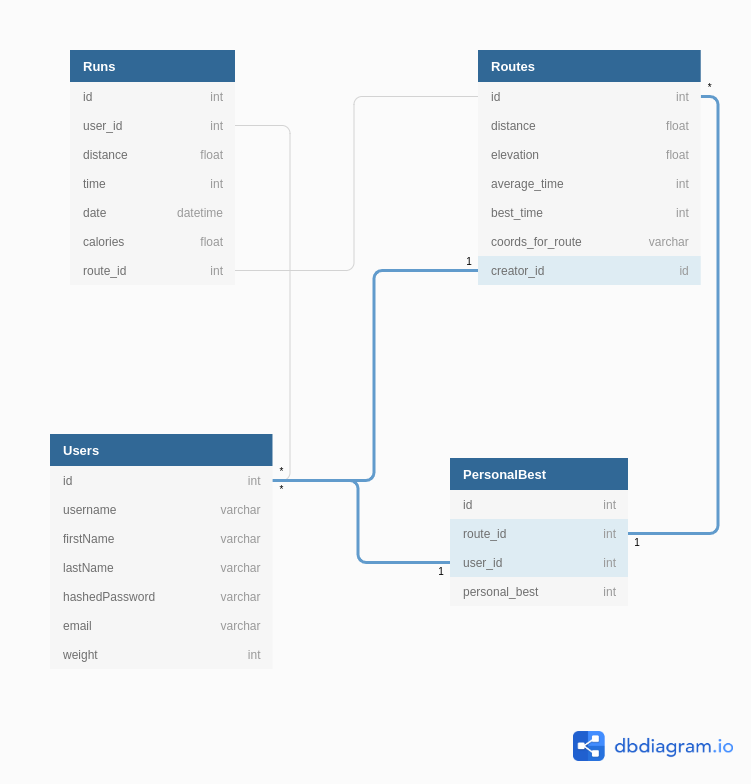 Runs
id int
user_id int
distance float
time int
date datetime
calories float
route_id int
Routes
*
id int
distance float
elevation float
average_time int
best_time int
coords_for_route varchar
1
creator_id id
Users
*
id int
*
username varchar
firstName varchar
lastName varchar
hashedPassword varchar
email varchar
weight int
PersonalBest
id int
route_id int
1
user_id int
1
personal_best int
dbdiagram.io